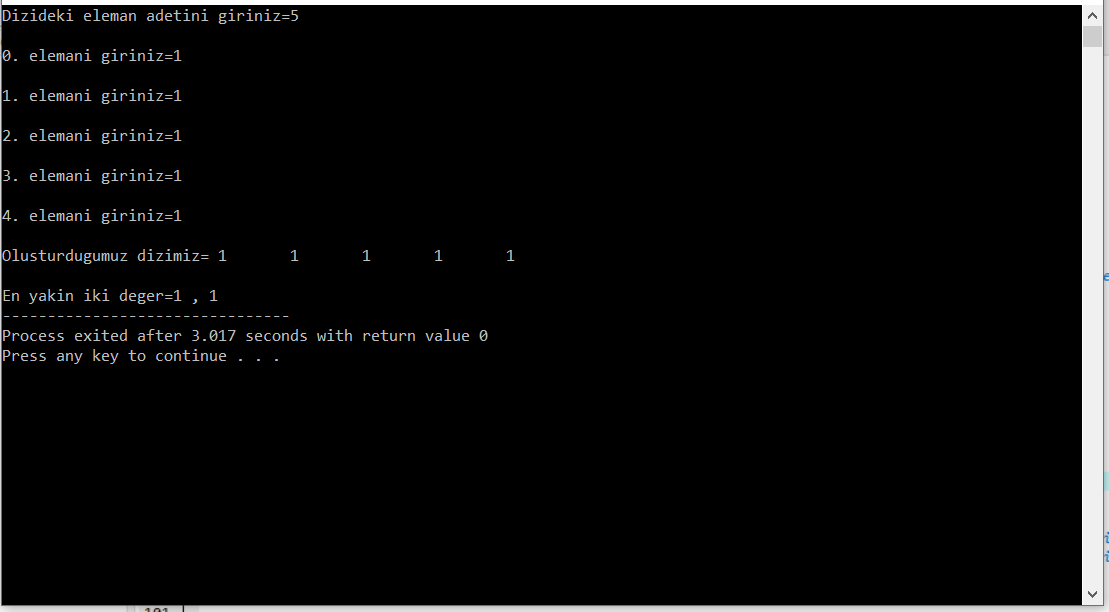 Dizideki eleman adetini giriniz=5
0. elemani giriniz=1
1. elemani giriniz=1
2. elemani giriniz=1
3. elemani giriniz=1
4. elemani giriniz=1
Olusturdugumuz dizimiz= 1       1       1       1       1
En yakin iki deger=1 , 1
--------------------------------
Process exited after 3.017 seconds with return value 0
Press any key to continue . . .